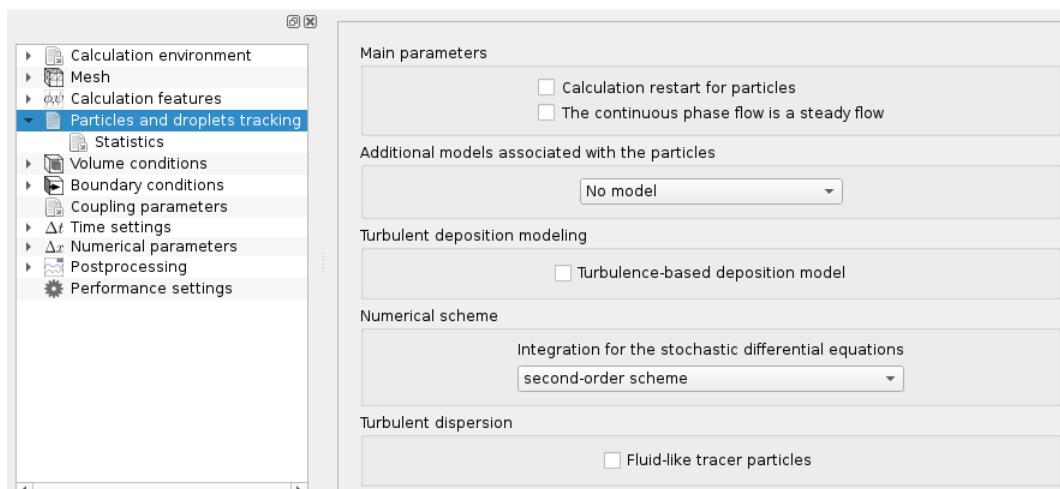 Calculation environment
Mesh
Calculation features
Particles and droplets tracking
Statistics
Volume conditions
Boundary conditions
Coupling parameters
Δt Time settings
Δx Numerical parameters
Postprocessing
Performance settings
Main parameters
Calculation restart for particles
The continuous phase flow is a steady flow
Additional models associated with the particles
No model
Turbulent deposition modeling
Turbulence-based deposition model
Numerical scheme
Integration for the stochastic differential equations
second-order scheme
Turbulent dispersion
Fluid-like tracer particles